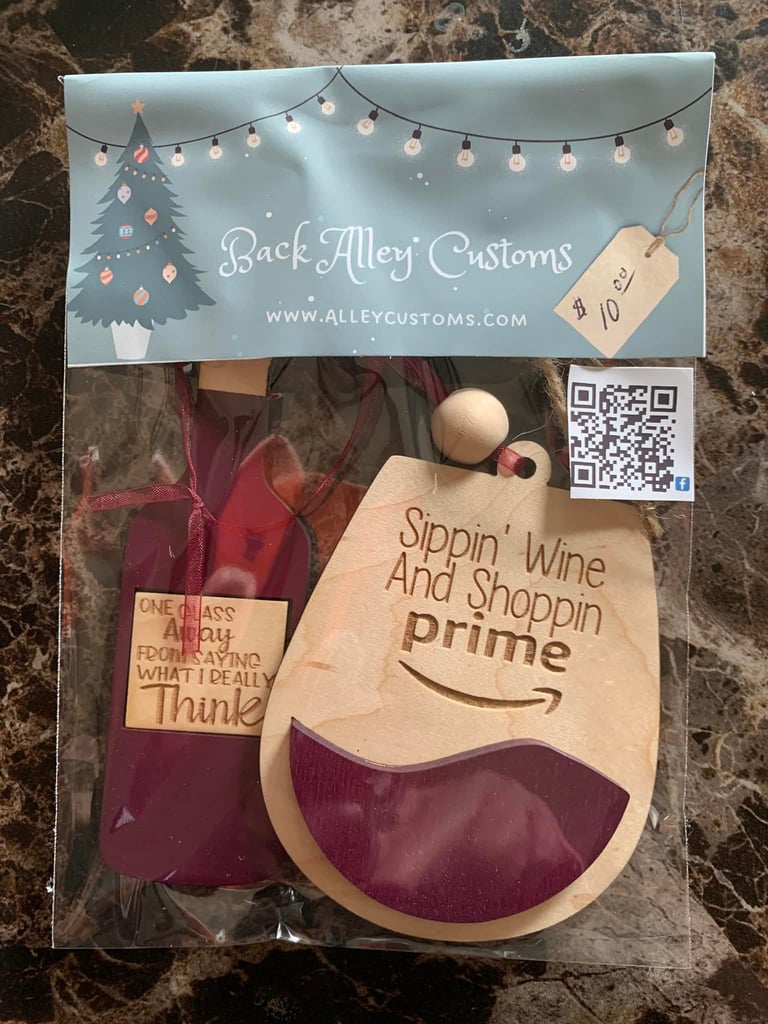 Back Alley Customs
WWW.ALLEYCUSTOMS.COM
$ 10.00
Sippin' Wine
And Shoppin
prime
ONE GLASS
Away
FROM SAYING
WHAT I REALLY
Think
f